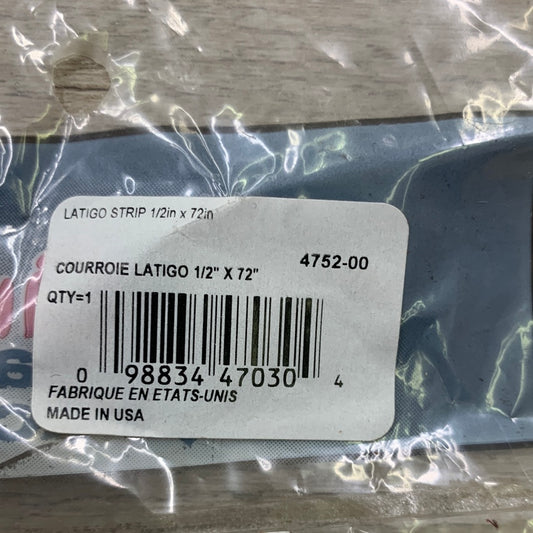 LATIGO STRIP 1/2in x 72in
COURROIE LATIGO 1/2" X 72" 4752-00
QTY=1
0 98834 47030 4
FABRIQUE EN ETATS-UNIS
MADE IN USA